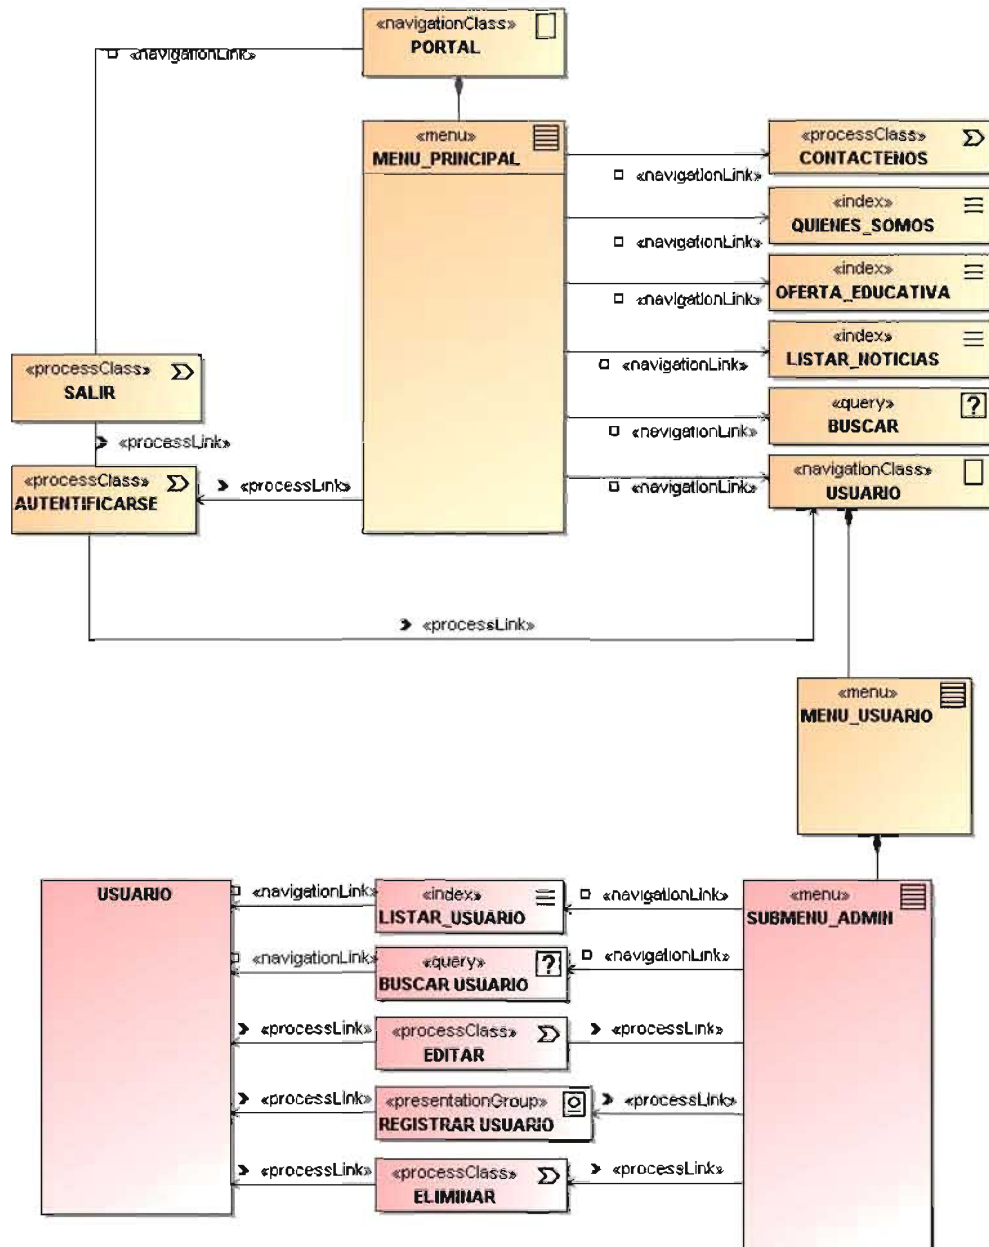 «navigationClass»
PORTAL
«navigationLink»
«menu»
MENU_PRINCIPAL
«processClass»
CONTACTENOS
«navigationLink»
«index»
QUIENES_SOMOS
«navigationLink»
«index»
OFERTA_EDUCATIVA
«navigationLink»
«index»
LISTAR_NOTICIAS
«navigationLink»
«query»
?
BUSCAR
«navigationLink»
«navigationClass»
USUARIO
«navigationLink»
«processClass»
SALIR
«processLink»
«processClass»
AUTENTIFICARSE
«processLink»
«processLink»
«menu»
MENU_USUARIO
USUARIO
«navigationLink»
«index»
LISTAR_USUARIO
«navigationLink»
«menu»
SUBMENU_ADMIN
«navigationLink»
«query»
?
BUSCAR USUARIO
«navigationLink»
«processLink»
«processClass»
EDITAR
«processLink»
«processLink»
«presentationGroup»
REGISTRAR USUARIO
«processLink»
«processLink»
«processClass»
ELIMINAR
«processLink»